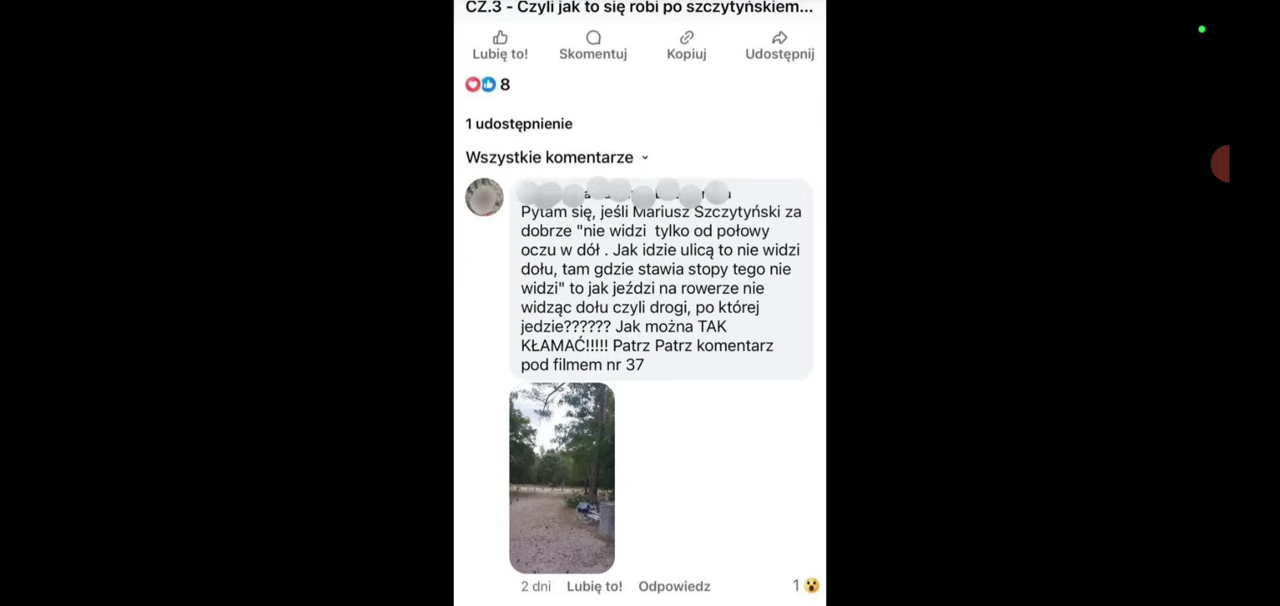 CZ.3 - Czyli jak to się robi po szczytyńskiem...
Lubię to! Skomentuj Kopiuj Udostępnij
8
1 udostępnienie
Wszystkie komentarze
Pytam się, jeśli Mariusz Szczytyński za
dobrze "nie widzi tylko od połowy
oczu w dół . Jak idzie ulicą to nie widzi
dołu, tam gdzie stawia stopy tego nie
widzi" to jak jeździ na rowerze nie
widząc dołu czyli drogi, po której
jedzie?????? Jak można TAK
KŁAMAĆ!!!!! Patrz Patrz komentarz
pod filmem nr 37
2 dni Lubię to! Odpowiedz 1